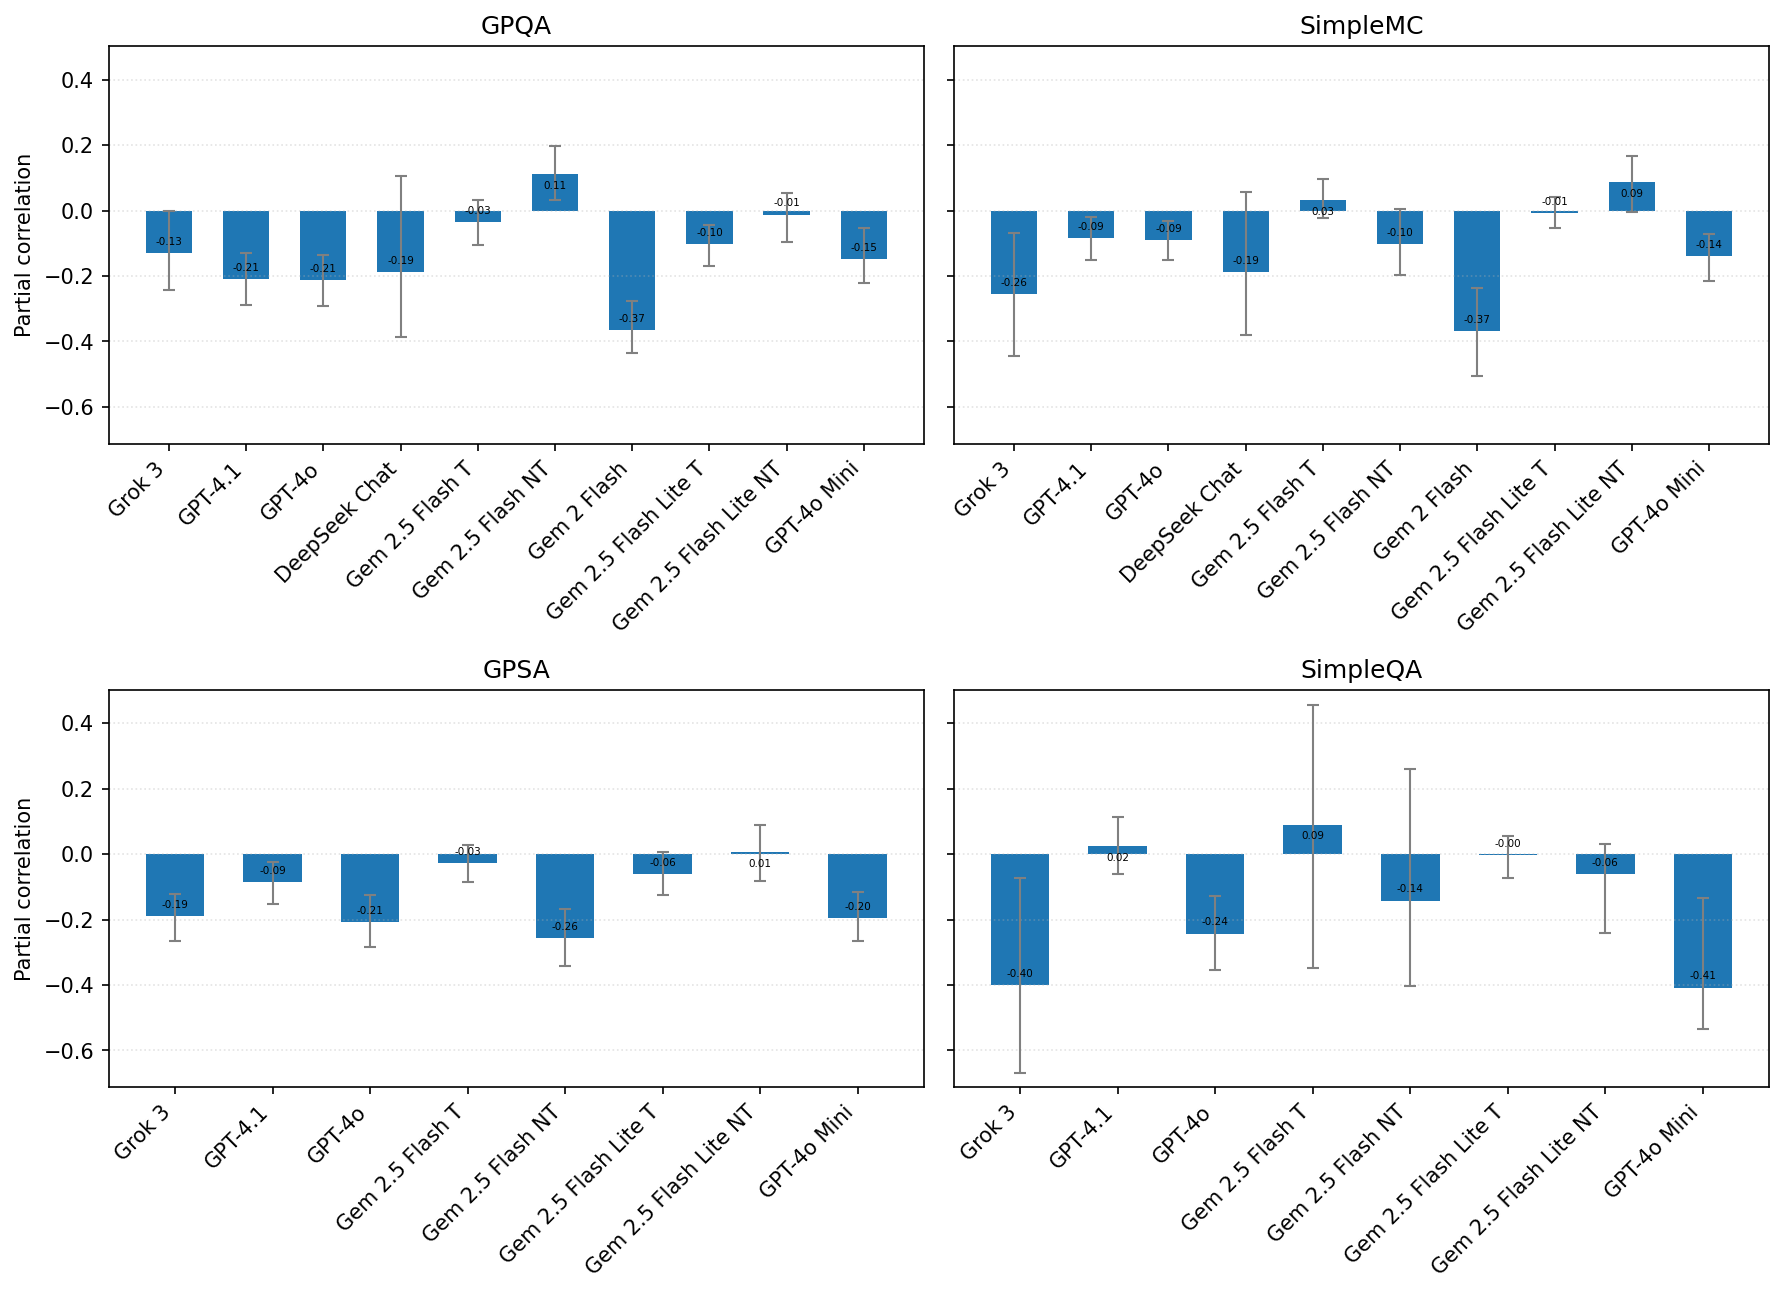 GPQA
SimpleMC
Partial correlation
0.4
0.2
0.0
−0.2
−0.4
−0.6
-0.13
-0.21
-0.21
-0.19
-0.03
0.11
-0.37
-0.10
-0.01
-0.15
-0.26
-0.09
-0.09
-0.19
0.03
-0.10
-0.37
-0.01
0.09
-0.14
Grok 3
GPT-4.1
GPT-4o
DeepSeek Chat
Gem 2.5 Flash T
Gem 2.5 Flash NT
Gem 2 Flash
Gem 2.5 Flash Lite T
Gem 2.5 Flash Lite NT
GPT-4o Mini
Grok 3
GPT-4.1
GPT-4o
DeepSeek Chat
Gem 2.5 Flash T
Gem 2.5 Flash NT
Gem 2 Flash
Gem 2.5 Flash Lite T
Gem 2.5 Flash Lite NT
GPT-4o Mini
GPSA
SimpleQA
Partial correlation
0.4
0.2
0.0
−0.2
−0.4
−0.6
-0.19
-0.09
-0.21
-0.03
-0.26
-0.06
0.01
-0.20
-0.40
0.02
-0.24
0.09
-0.14
-0.00
-0.06
-0.41
Grok 3
GPT-4.1
GPT-4o
Gem 2.5 Flash T
Gem 2.5 Flash NT
Gem 2.5 Flash Lite T
Gem 2.5 Flash Lite NT
GPT-4o Mini
Grok 3
GPT-4.1
GPT-4o
Gem 2.5 Flash T
Gem 2.5 Flash NT
Gem 2.5 Flash Lite T
Gem 2.5 Flash Lite NT
GPT-4o Mini